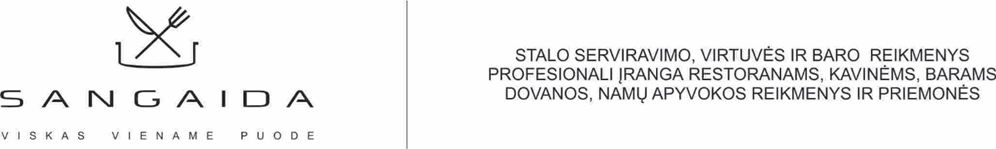 SANGAIDA
VISKAS VIENAME PUODE
STALO SERVIRAVIMO, VIRTUVĖS IR BARO REIKMENYS
PROFESIONALI ĮRANGA RESTORANAMS, KAVINĖMS, BARAMS
DOVANOS, NAMŲ APYVOKOS REIKMENYS IR PRIEMONĖS